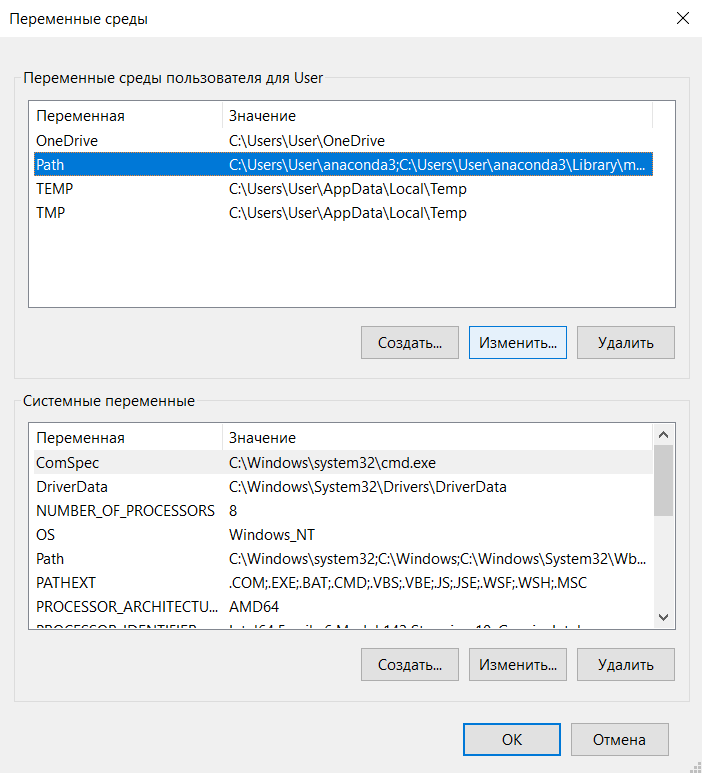 Переменные среды
Переменные среды пользователя для User
Переменная Значение
OneDrive C:\Users\User\OneDrive
Path C:\Users\User\anaconda3;C:\Users\User\anaconda3\Library\m...
TEMP C:\Users\User\AppData\Local\Temp
TMP C:\Users\User\AppData\Local\Temp
Создать... Изменить... Удалить
Системные переменные
Переменная Значение
ComSpec C:\Windows\system32\cmd.exe
DriverData C:\Windows\System32\Drivers\DriverData
NUMBER_OF_PROCESSORS 8
OS Windows_NT
Path C:\Windows\system32;C:\Windows;C:\Windows\System32\Wb...
PATHEXT .COM;.EXE;.BAT;.CMD;.VBS;.VBE;.JS;.JSE;.WSF;.WSH;.MSC
PROCESSOR_ARCHITECTU... AMD64
PROCESSOR_IDENTIFIER
Создать... Изменить... Удалить
OK Отмена